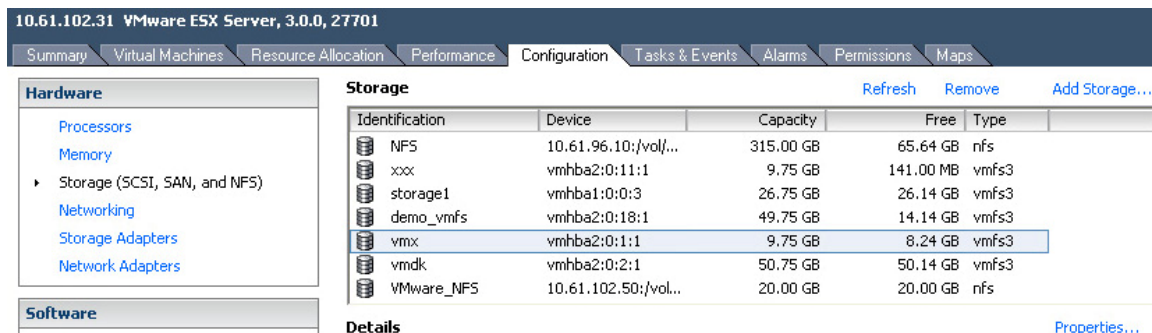 10.61.102.31 VMware ESX Server, 3.0.0, 27701
Summary Virtual Machines Resource Allocation Performance Configuration Tasks & Events Alarms Permissions Maps
Hardware
Processors
Memory
Storage (SCSI, SAN, and NFS)
Networking
Storage Adapters
Network Adapters
Software
Storage Refresh Remove Add Storage...
Identification Device Capacity Free Type
NFS 10.61.96.10:/vol/... 315.00 GB 65.64 GB nfs
xxx vmhba2:0:11:1 9.75 GB 141.00 MB vmfs3
storage1 vmhba1:0:0:3 26.75 GB 26.14 GB vmfs3
demo_vmfs vmhba2:0:18:1 49.75 GB 14.14 GB vmfs3
vmx vmhba2:0:1:1 9.75 GB 8.24 GB vmfs3
vmdk vmhba2:0:2:1 50.75 GB 50.14 GB vmfs3
VMware_NFS 10.61.102.50:/vol... 20.00 GB 20.00 GB nfs
Details Properties...